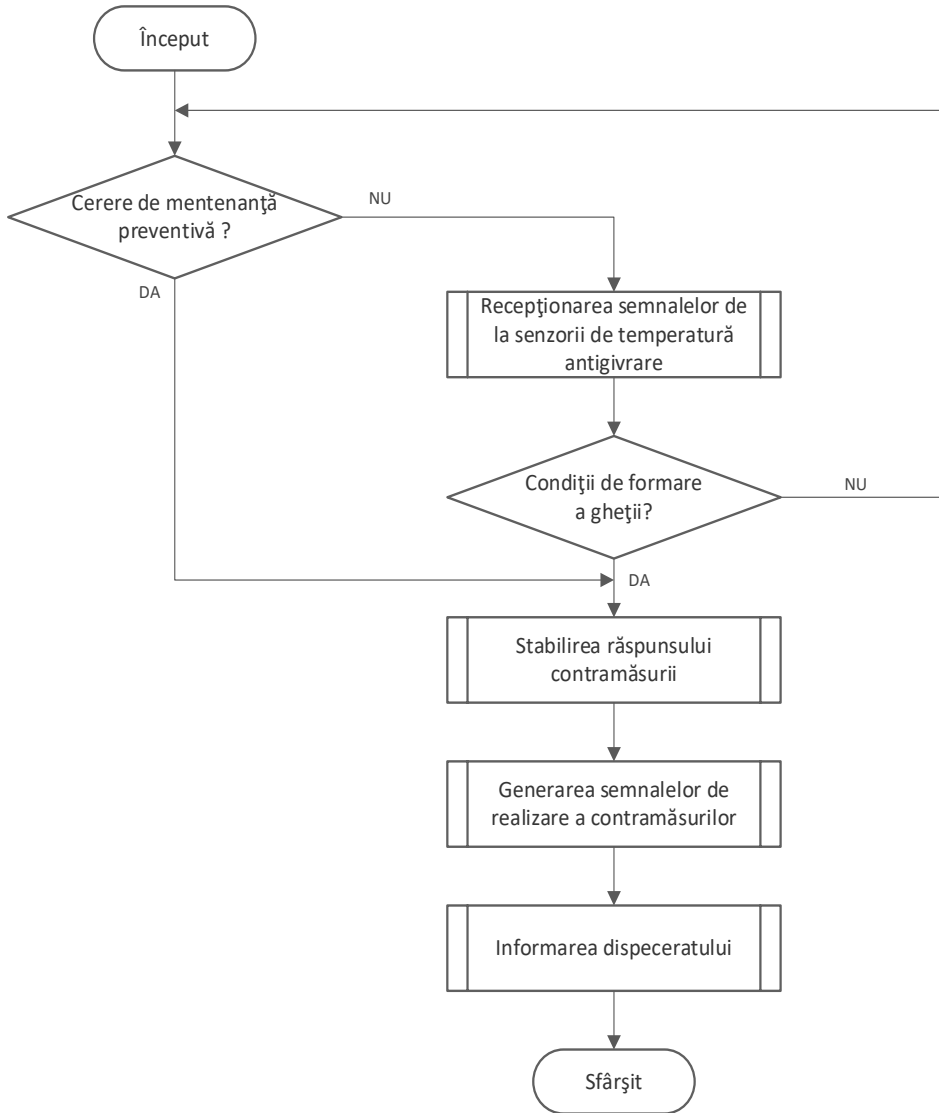 Început
Cerere de mentenanţă
preventivă ?
NU
DA
Recepţionarea semnalelor de
la senzorii de temperatură
antigivrare
Condiţii de formare
a gheţii?
NU
DA
Stabilirea răspunsului
contramăsurii
Generarea semnalelor de
realizare a contramăsurilor
Informarea dispeceratului
Sfârşit